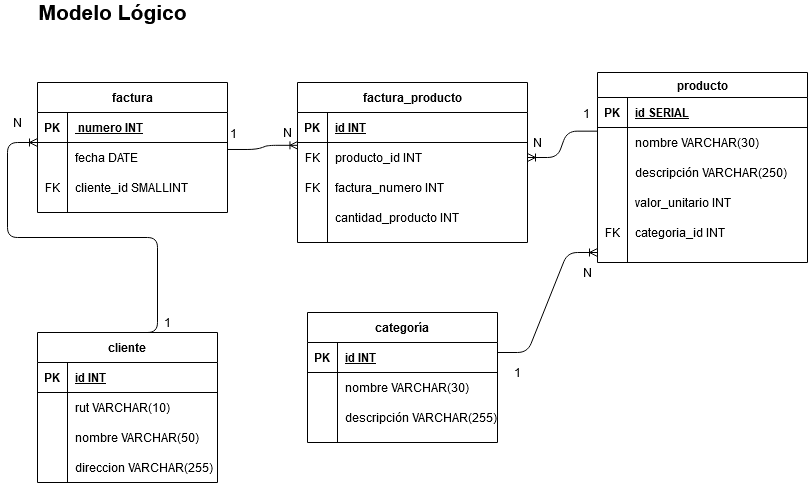 Modelo Lógico
factura
PK numero INT
fecha DATE
FK cliente_id SMALLINT
N
1
factura_producto
PK id INT
FK producto_id INT
FK factura_numero INT
cantidad_producto INT
N
N
1
producto
PK id SERIAL
nombre VARCHAR(30)
descripción VARCHAR(250)
valor_unitario INT
FK categoria_id INT
N
1
cliente
PK id INT
rut VARCHAR(10)
nombre VARCHAR(50)
direccion VARCHAR(255)
1
categoría
PK id INT
nombre VARCHAR(30)
descripción VARCHAR(255)